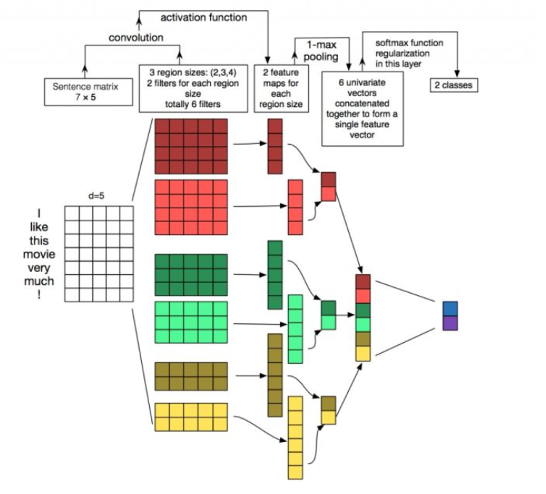 activation function
convolution
1-max
pooling
softmax function
regularization
in this layer
Sentence matrix
7 × 5
3 region sizes: (2,3,4)
2 filters for each region
size
totally 6 filters
2 feature
maps for
each
region size
6 univariate
vectors
concatenated
together to form a
single feature
vector
2 classes
d=5
I
like
this
movie
very
much
!